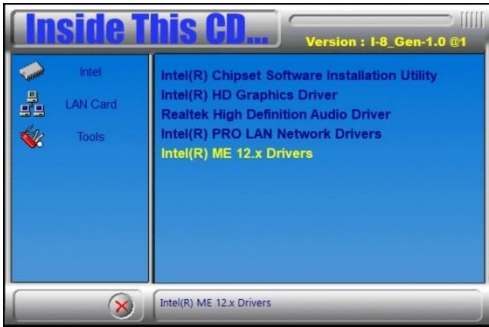 Inside This CD...
Version : I-8_Gen-1.0 @1
Intel
LAN Card
Tools
Intel(R) Chipset Software Installation Utility
Intel(R) HD Graphics Driver
Realtek High Definition Audio Driver
Intel(R) PRO LAN Network Drivers
Intel(R) ME 12.x Drivers
Intel(R) ME 12.x Drivers